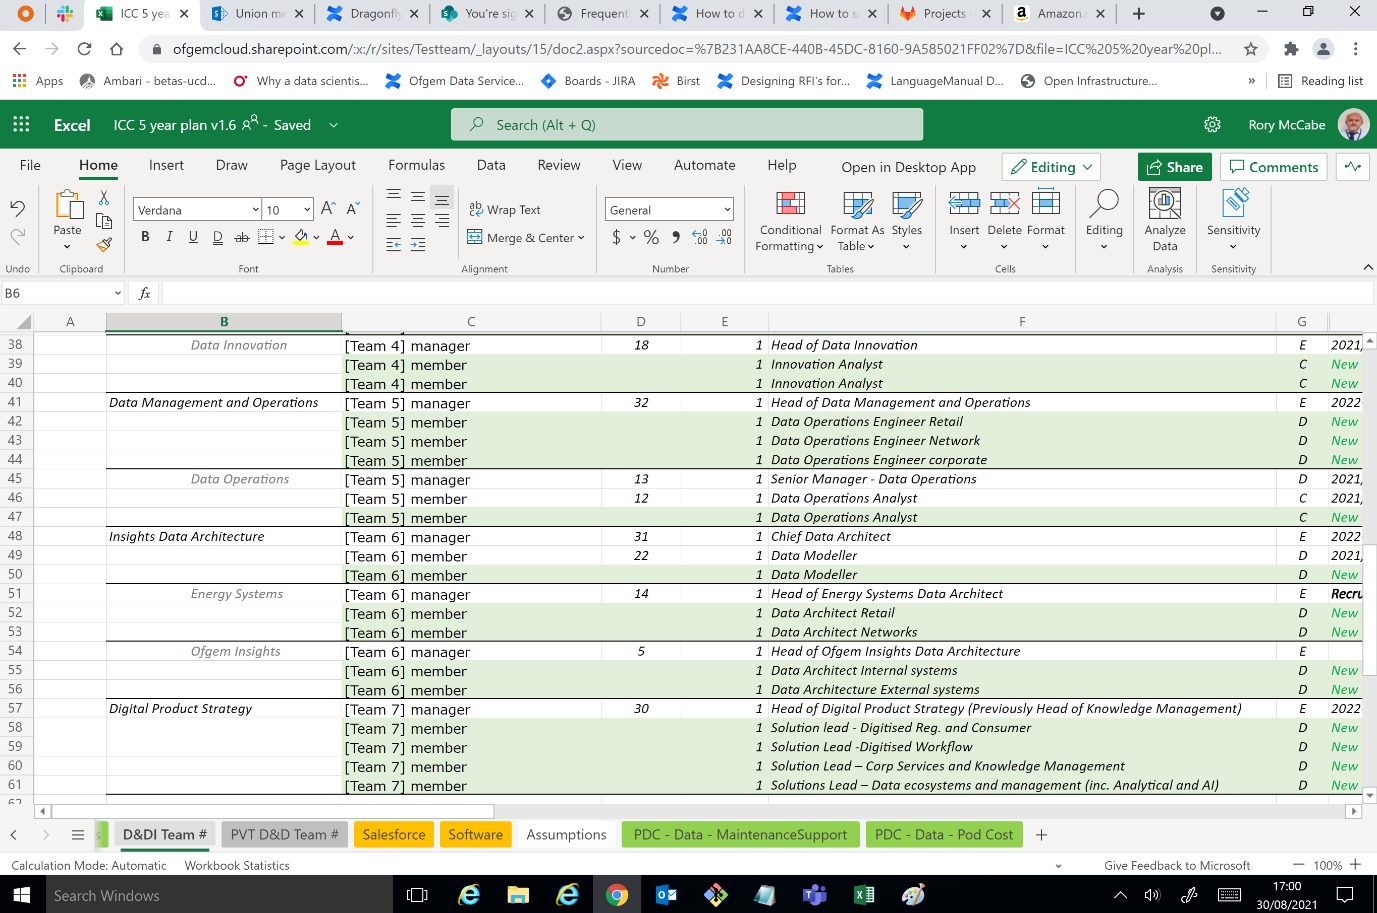 ICC 5 yea
Union me
Dragonfl
You're sig
Frequent
How to d
How to s
Projects
Amazon.
ofgemcloud.sharepoint.com/:x:/r/sites/Testteam/_layouts/15/doc2.aspx?sourcedoc=%7B231AA8CE-440B-45DC-8160-9A585021FF02%7D&file=ICC%205%20year%20pl...
Apps Ambari - betas-ucd... Why a data scientis... Ofgem Data Service... Boards - JIRA Birst Designing RFI's for... LanguageManual D... Open Infrastructure... » Reading list
Excel ICC 5 year plan v1.6 - Saved Search (Alt + Q) Rory McCabe
File Home Insert Draw Page Layout Formulas Data Review View Automate Help Open in Desktop App Editing Share Comments
Verdana 10 Wrap Text General
Paste B I U D ab A Merge & Center $ % Conditional Formatting Format As Table Styles Insert Delete Format Editing Analyze Data Sensitivity
Undo Clipboard Font Alignment Number Tables Cells Analysis Sensitivity
B6 fx
A B C D E F G
38 Data Innovation [Team 4] manager 18 1 Head of Data Innovation E 2021,
39 [Team 4] member 1 Innovation Analyst C New
40 [Team 4] member 1 Innovation Analyst C New
41 Data Management and Operations [Team 5] manager 32 1 Head of Data Management and Operations E 2022
42 [Team 5] member 1 Data Operations Engineer Retail D New
43 [Team 5] member 1 Data Operations Engineer Network D New
44 [Team 5] member 1 Data Operations Engineer corporate D New
45 Data Operations [Team 5] manager 13 1 Senior Manager - Data Operations D 2021,
46 [Team 5] member 12 1 Data Operations Analyst C 2021,
47 [Team 5] member 1 Data Operations Analyst C New
48 Insights Data Architecture [Team 6] manager 31 1 Chief Data Architect E 2022
49 [Team 6] member 22 1 Data Modeller D 2021,
50 [Team 6] member 1 Data Modeller D New
51 Energy Systems [Team 6] manager 14 1 Head of Energy Systems Data Architect E Recru
52 [Team 6] member 1 Data Architect Retail D New
53 [Team 6] member 1 Data Architect Networks D New
54 Ofgem Insights [Team 6] manager 5 1 Head of Ofgem Insights Data Architecture E
55 [Team 6] member 1 Data Architect Internal systems D New
56 [Team 6] member 1 Data Architecture External systems D New
57 Digital Product Strategy [Team 7] manager 30 1 Head of Digital Product Strategy (Previously Head of Knowledge Management) E 2022
58 [Team 7] member 1 Solution lead - Digitised Reg. and Consumer D New
59 [Team 7] member 1 Solution Lead -Digitised Workflow D New
60 [Team 7] member 1 Solution Lead – Corp Services and Knowledge Management D New
61 [Team 7] member 1 Solutions Lead – Data ecosystems and management (inc. Analytical and AI) D New
s D&DI Team # PVT D&D Team # Salesforce Software Assumptions PDC - Data - MaintenanceSupport PDC - Data - Pod Cost
Calculation Mode: Automatic Workbook Statistics Give Feedback to Microsoft 100%
Search Windows 17:00
30/08/2021